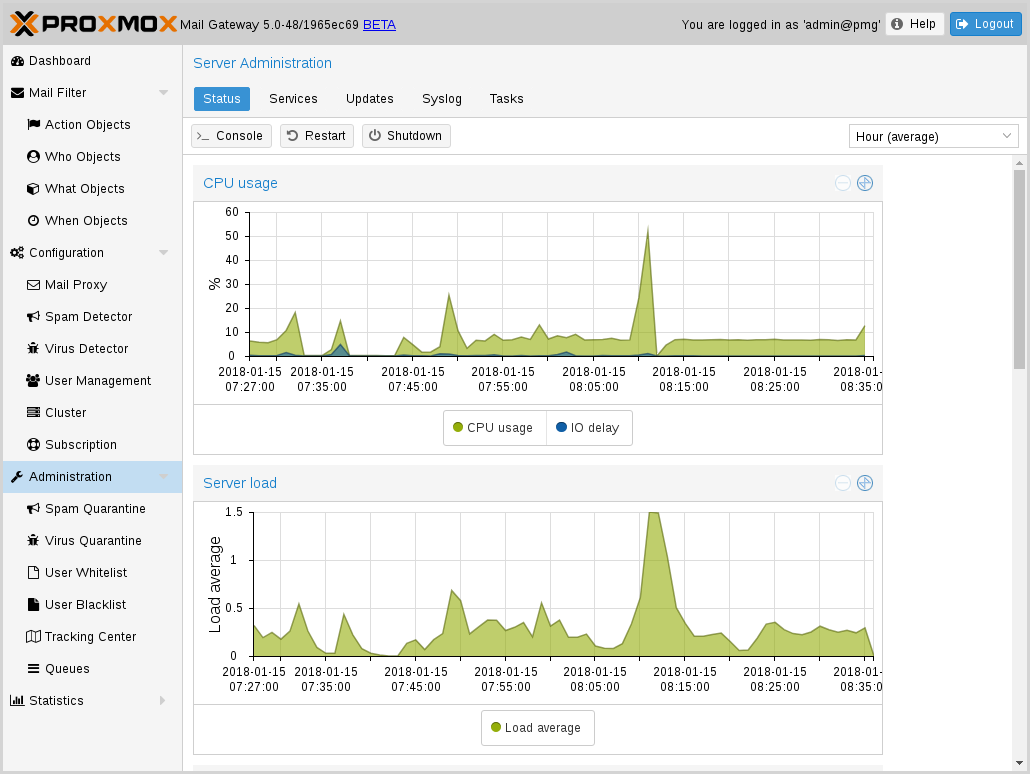 PROXMOX Mail Gateway 5.0-48/1965ec69 BETA You are logged in as 'admin@pmg' Help Logout
Dashboard
Mail Filter
Action Objects
Who Objects
What Objects
When Objects
Configuration
Mail Proxy
Spam Detector
Virus Detector
User Management
Cluster
Subscription
Administration
Spam Quarantine
Virus Quarantine
User Whitelist
User Blacklist
Tracking Center
Queues
Statistics
Server Administration
Status Services Updates Syslog Tasks
Console Restart Shutdown Hour (average)
CPU usage
60
50
40
30
20
10
0
%
2018-01-15 2018-01-15 2018-01-15 2018-01-15 2018-01-15 2018-01-15 2018-01-15 2018-01-
07:27:00 07:35:00 07:45:00 07:55:00 08:05:00 08:15:00 08:25:00 08:35:0
CPU usage IO delay
Server load
1.5
1
0.5
0
Load average
2018-01-15 2018-01-15 2018-01-15 2018-01-15 2018-01-15 2018-01-15 2018-01-15 2018-01-
07:27:00 07:35:00 07:45:00 07:55:00 08:05:00 08:15:00 08:25:00 08:35:0
Load average